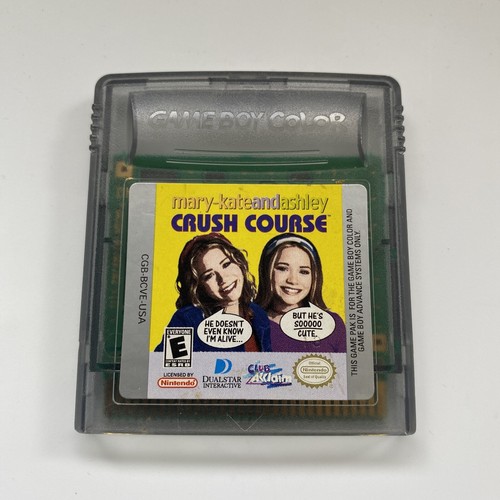 GAME BOY COLOR
mary-kateandashley
CRUSH COURSE™
CGB-BCVE-USA
HE DOESN'T
EVEN KNOW
I'M ALIVE...
BUT HE'S
SOOOOO
CUTE.
THIS GAME PAK IS FOR THE GAME BOY COLOR AND
GAME BOY ADVANCE SYSTEMS ONLY.
EVERYONE
E
ESRB
LICENSED BY
Nintendo
D
DUALSTAR
INTERACTIVE
CLUB
Acclaim
Nintendo
Seal of Quality